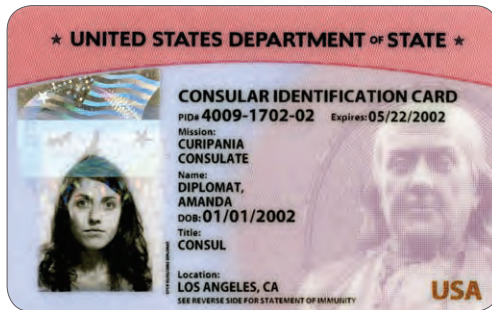 ★ UNITED STATES DEPARTMENT OF STATE ★
CONSULAR IDENTIFICATION CARD
PID# 4009-1702-02 Expires: 05/22/2002
Mission:
CURIPANIA
CONSULATE
Name:
DIPLOMAT,
AMANDA
DOB: 01/01/2002
Title:
CONSUL
Location:
LOS ANGELES, CA
SEE REVERSE SIDE FOR STATEMENT OF IMMUNITY
USA